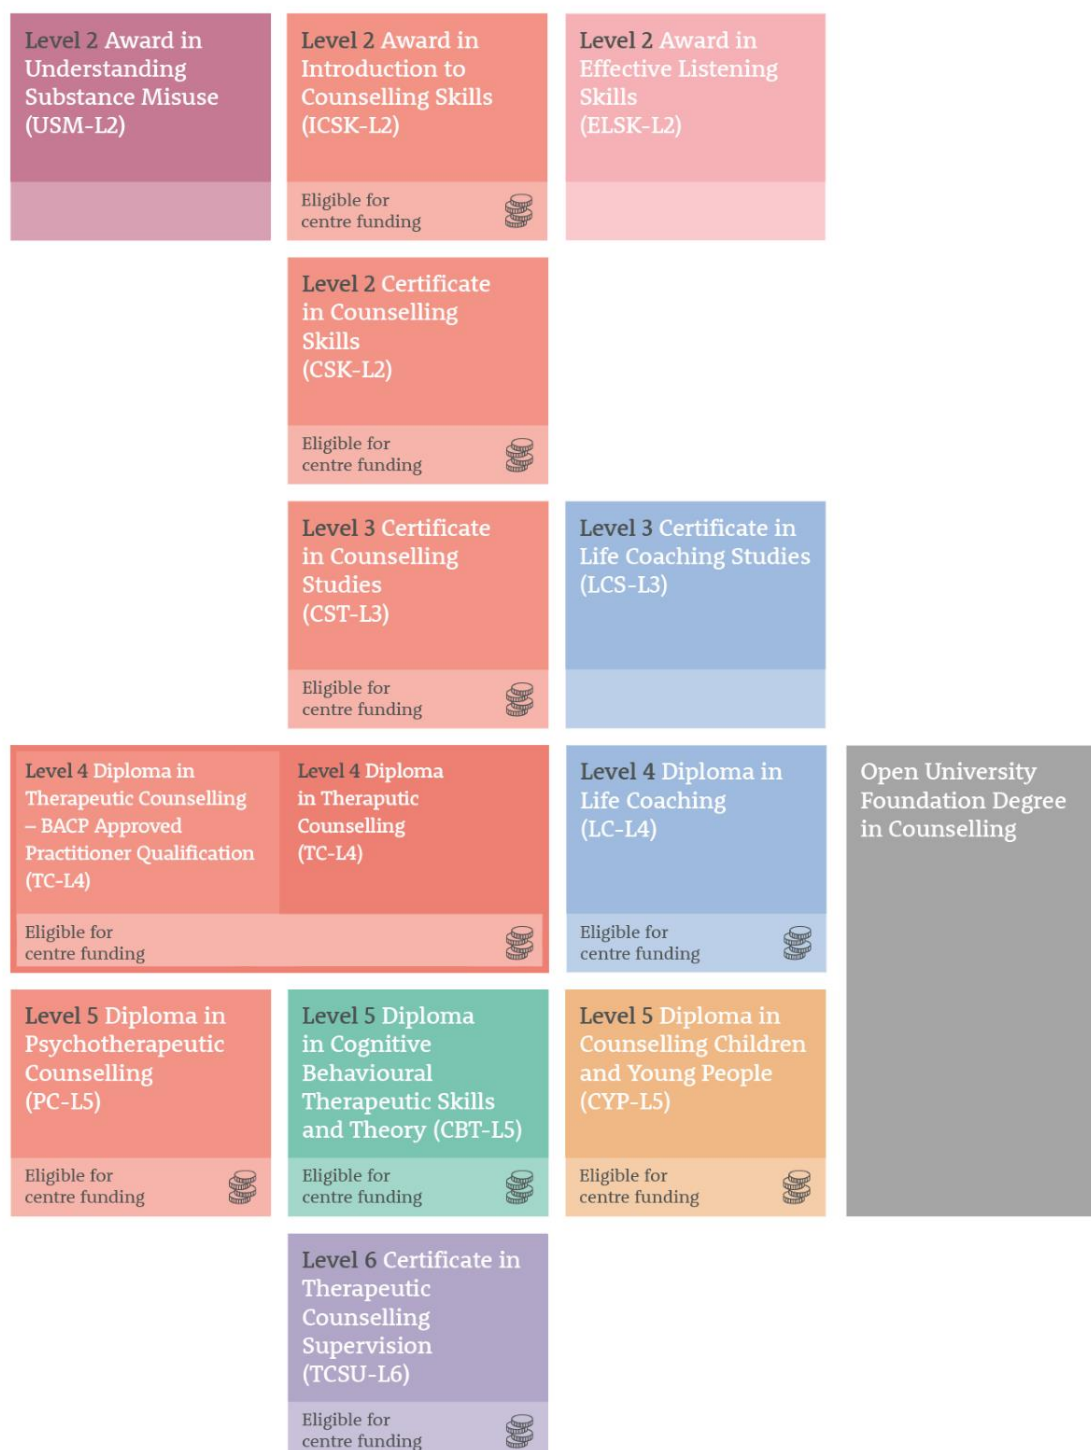 Level 2 Award in
Understanding
Substance Misuse
(USM-L2)
Level 2 Award in
Introduction to
Counselling Skills
(ICSK-L2)
Eligible for
centre funding
Level 2 Award in
Effective Listening
Skills
(ELSK-L2)
Level 2 Certificate
in Counselling
Skills
(CSK-L2)
Eligible for
centre funding
Level 3 Certificate
in Counselling
Studies
(CST-L3)
Eligible for
centre funding
Level 3 Certificate in
Life Coaching Studies
(LCS-L3)
Level 4 Diploma in
Therapeutic Counselling
– BACP Approved
Practitioner Qualification
(TC-L4)
Level 4 Diploma
in Theraputic
Counselling
(TC-L4)
Eligible for
centre funding
Level 4 Diploma in
Life Coaching
(LC-L4)
Eligible for
centre funding
Open University
Foundation Degree
in Counselling
Level 5 Diploma in
Psychotherapeutic
Counselling
(PC-L5)
Eligible for
centre funding
Level 5 Diploma
in Cognitive
Behavioural
Therapeutic Skills
and Theory (CBT-L5)
Eligible for
centre funding
Level 5 Diploma in
Counselling Children
and Young People
(CYP-L5)
Eligible for
centre funding
Level 6 Certificate in
Therapeutic
Counselling
Supervision
(TCSU-L6)
Eligible for
centre funding